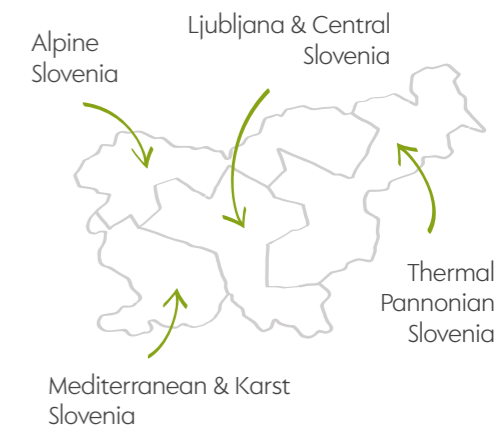 Ljubljana & Central
Slovenia
Alpine
Slovenia
Thermal
Pannonian
Slovenia
Mediterranean & Karst
Slovenia